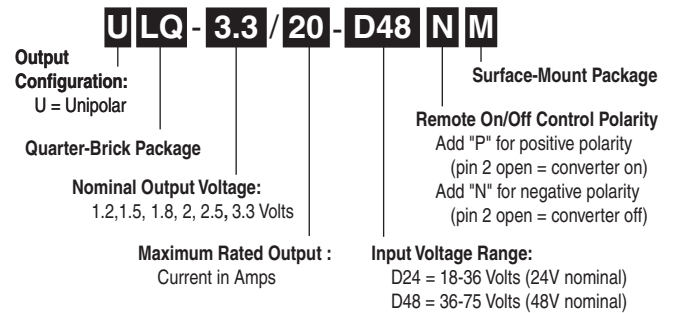 U LQ - 3.3 / 20 - D48 N M
Output
Configuration:
U = Unipolar
Quarter-Brick Package
Nominal Output Voltage:
1.2,1.5, 1.8, 2, 2.5, 3.3 Volts
Maximum Rated Output :
Current in Amps
Surface-Mount Package
Remote On/Off Control Polarity
Add "P" for positive polarity
(pin 2 open = converter on)
Add "N" for negative polarity
(pin 2 open = converter off)
Input Voltage Range:
D24 = 18-36 Volts (24V nominal)
D48 = 36-75 Volts (48V nominal)